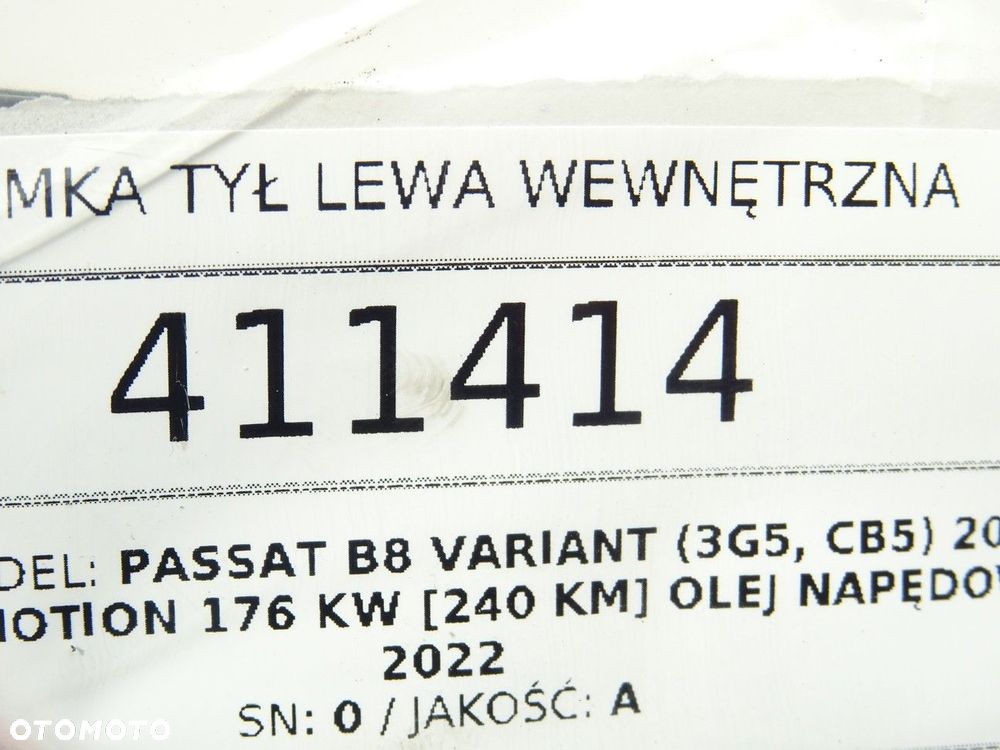 MKA TYŁ LEWA WEWNĘTRZNA
411414
DEL: PASSAT B8 VARIANT (3G5, CB5) 20
MOTION 176 KW [240 KM] OLEJ NAPĘDOW
2022
SN: 0 / JAKOŚĆ: A
OTOMOTO